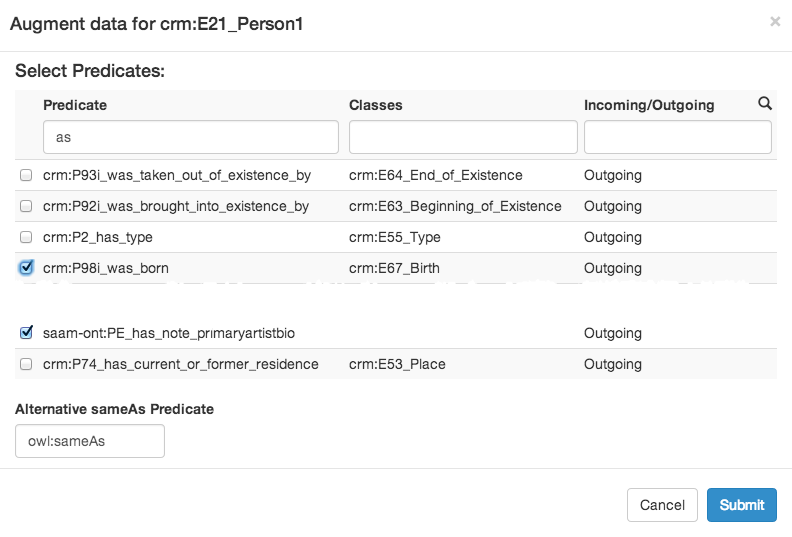 Augment data for crm:E21_Person1 ×
Select Predicates:
Predicate Classes Incoming/Outgoing
as
crm:P93i_was_taken_out_of_existence_by crm:E64_End_of_Existence Outgoing
crm:P92i_was_brought_into_existence_by crm:E63_Beginning_of_Existence Outgoing
crm:P2_has_type crm:E55_Type Outgoing
crm:P98i_was_born crm:E67_Birth Outgoing
saam-ont:PE_has_note_primaryartistbio Outgoing
crm:P74_has_current_or_former_residence crm:E53_Place Outgoing
Alternative sameAs Predicate
owl:sameAs
Cancel Submit